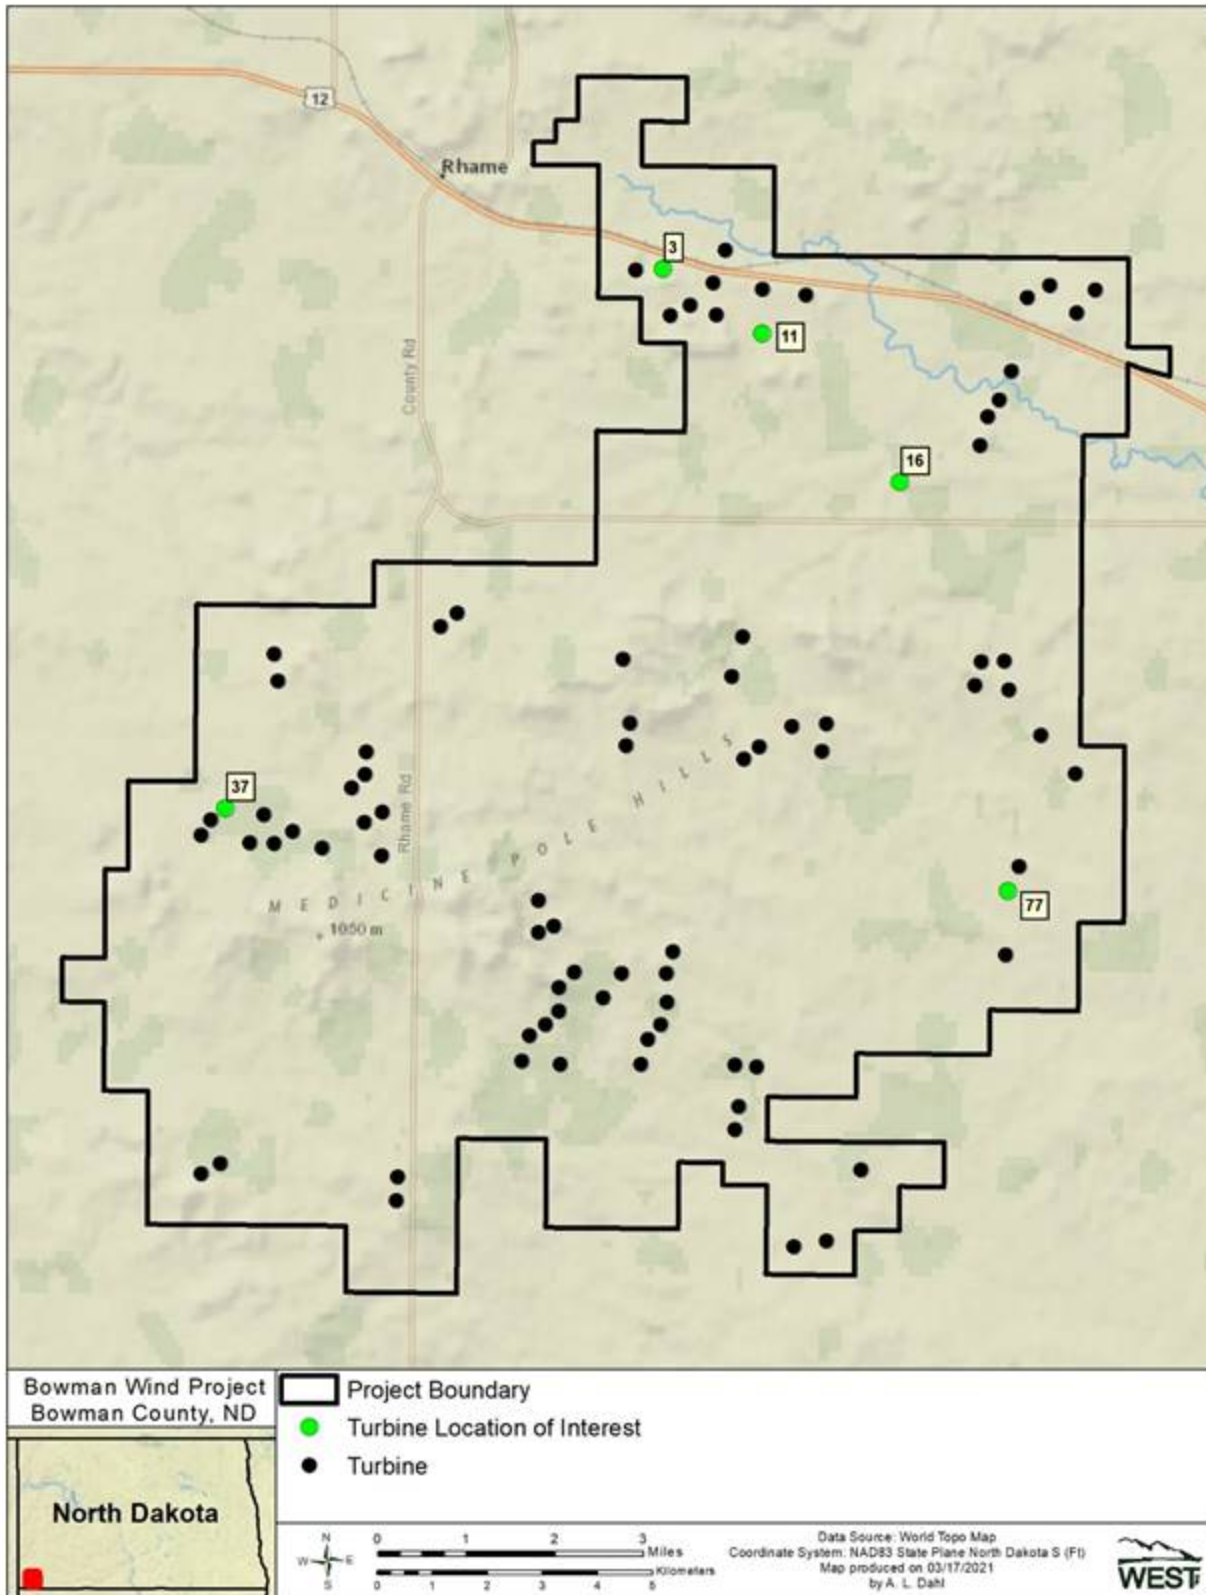 12
Rhame
3
11
County Rd
16
37
Rhame Rd
MEDICINE POLE HILLS
1050 m
77
Bowman Wind Project
Bowman County, ND
North Dakota
Project Boundary
Turbine Location of Interest
Turbine
N
W E
S
0 1 2 3
Miles
Kilometers
0 1 2 3 4 5
Data Source: World Topo Map
Coordinate System: NAD83 State Plane North Dakota S (Ft)
Map produced on 03/17/2021
by A. L. Dahl
WEST